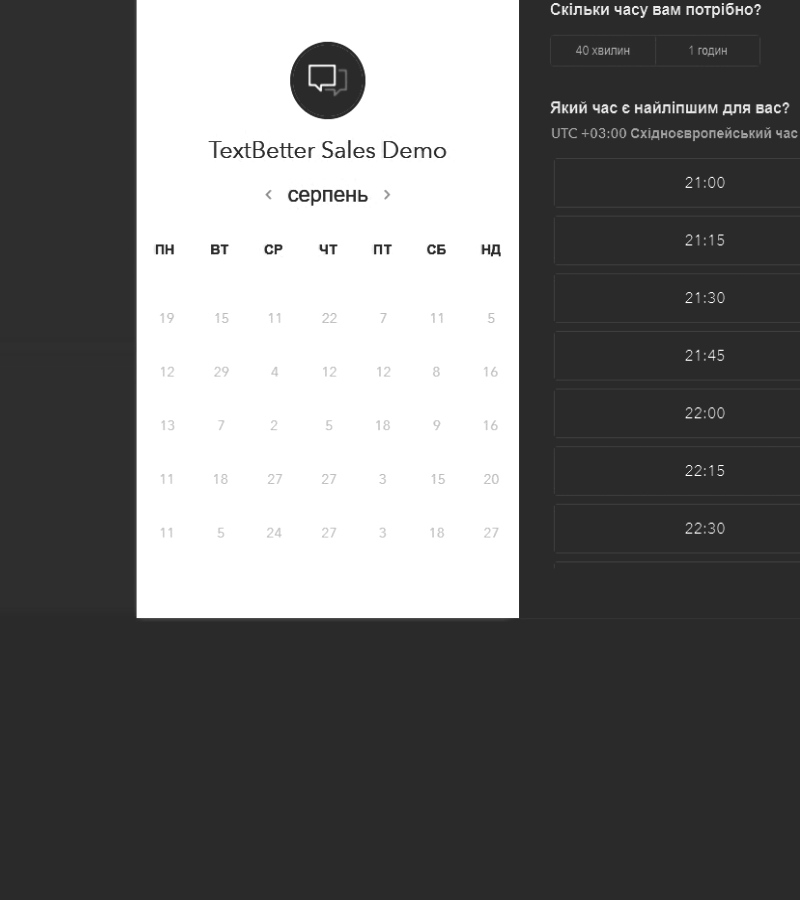 TextBetter Sales Demo
серпень
ПН ВТ СР ЧТ ПТ СБ НД
19 15 11 22 7 11 5
12 29 4 12 12 8 16
13 7 2 5 18 9 16
11 18 27 27 3 15 20
11 5 24 27 3 18 27
Скільки часу вам потрібно?
40 хвилин 1 годин
Який час є найліпшим для вас?
UTC +03:00 Східноєвропейський час
21:00
21:15
21:30
21:45
22:00
22:15
22:30